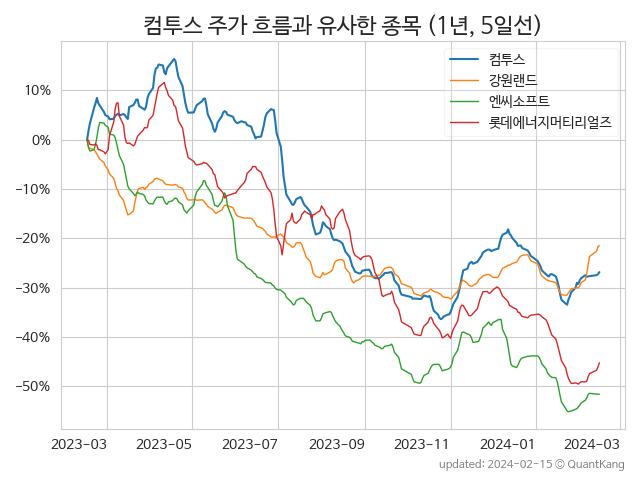 컴투스 주가 흐름과 유사한 종목 (1년, 5일선)
컴투스
강원랜드
엔씨소프트
롯데에너지머티리얼즈
10%
0%
−10%
−20%
−30%
−40%
−50%
2023-03 2023-05 2023-07 2023-09 2023-11 2024-01 2024-03
updated: 2024-02-15 © QuantKang